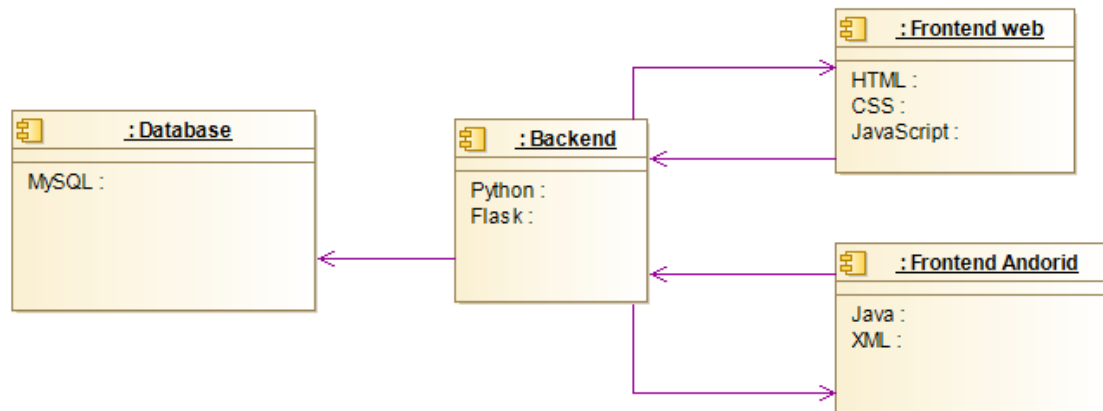 : Database
MySQL :
: Backend
Python :
Flask :
: Frontend web
HTML :
CSS :
JavaScript :
: Frontend Andorid
Java :
XML :